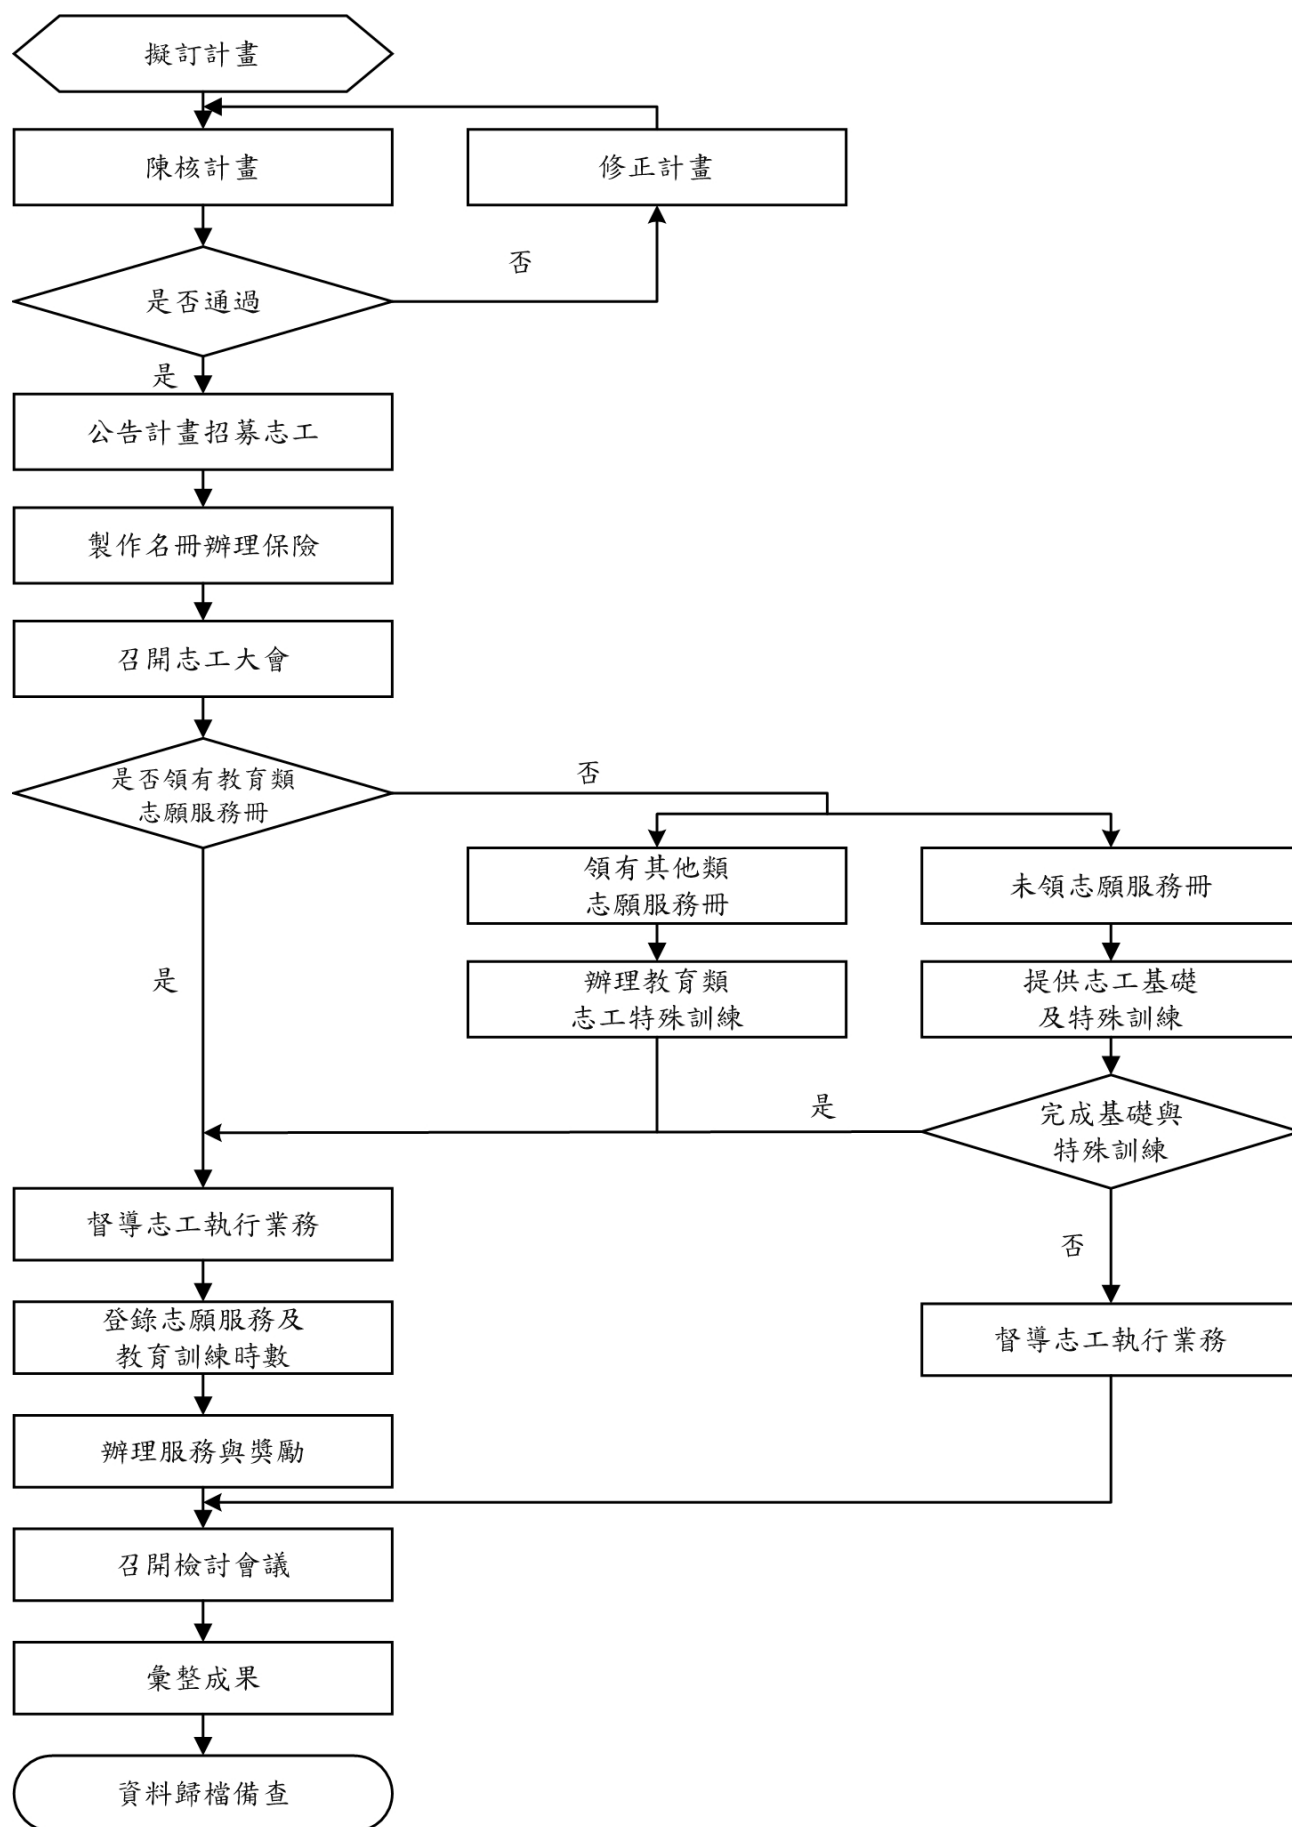 擬訂計畫
陳核計畫
修正計畫
否
是否通過
是
公告計畫招募志工
製作名冊辦理保險
召開志工大會
是否領有教育類
志願服務冊
否
領有其他類
志願服務冊
未領志願服務冊
是
辦理教育類
志工特殊訓練
提供志工基礎
及特殊訓練
是
完成基礎與
特殊訓練
督導志工執行業務
否
登錄志願服務及
教育訓練時數
督導志工執行業務
辦理服務與獎勵
召開檢討會議
彙整成果
資料歸檔備查